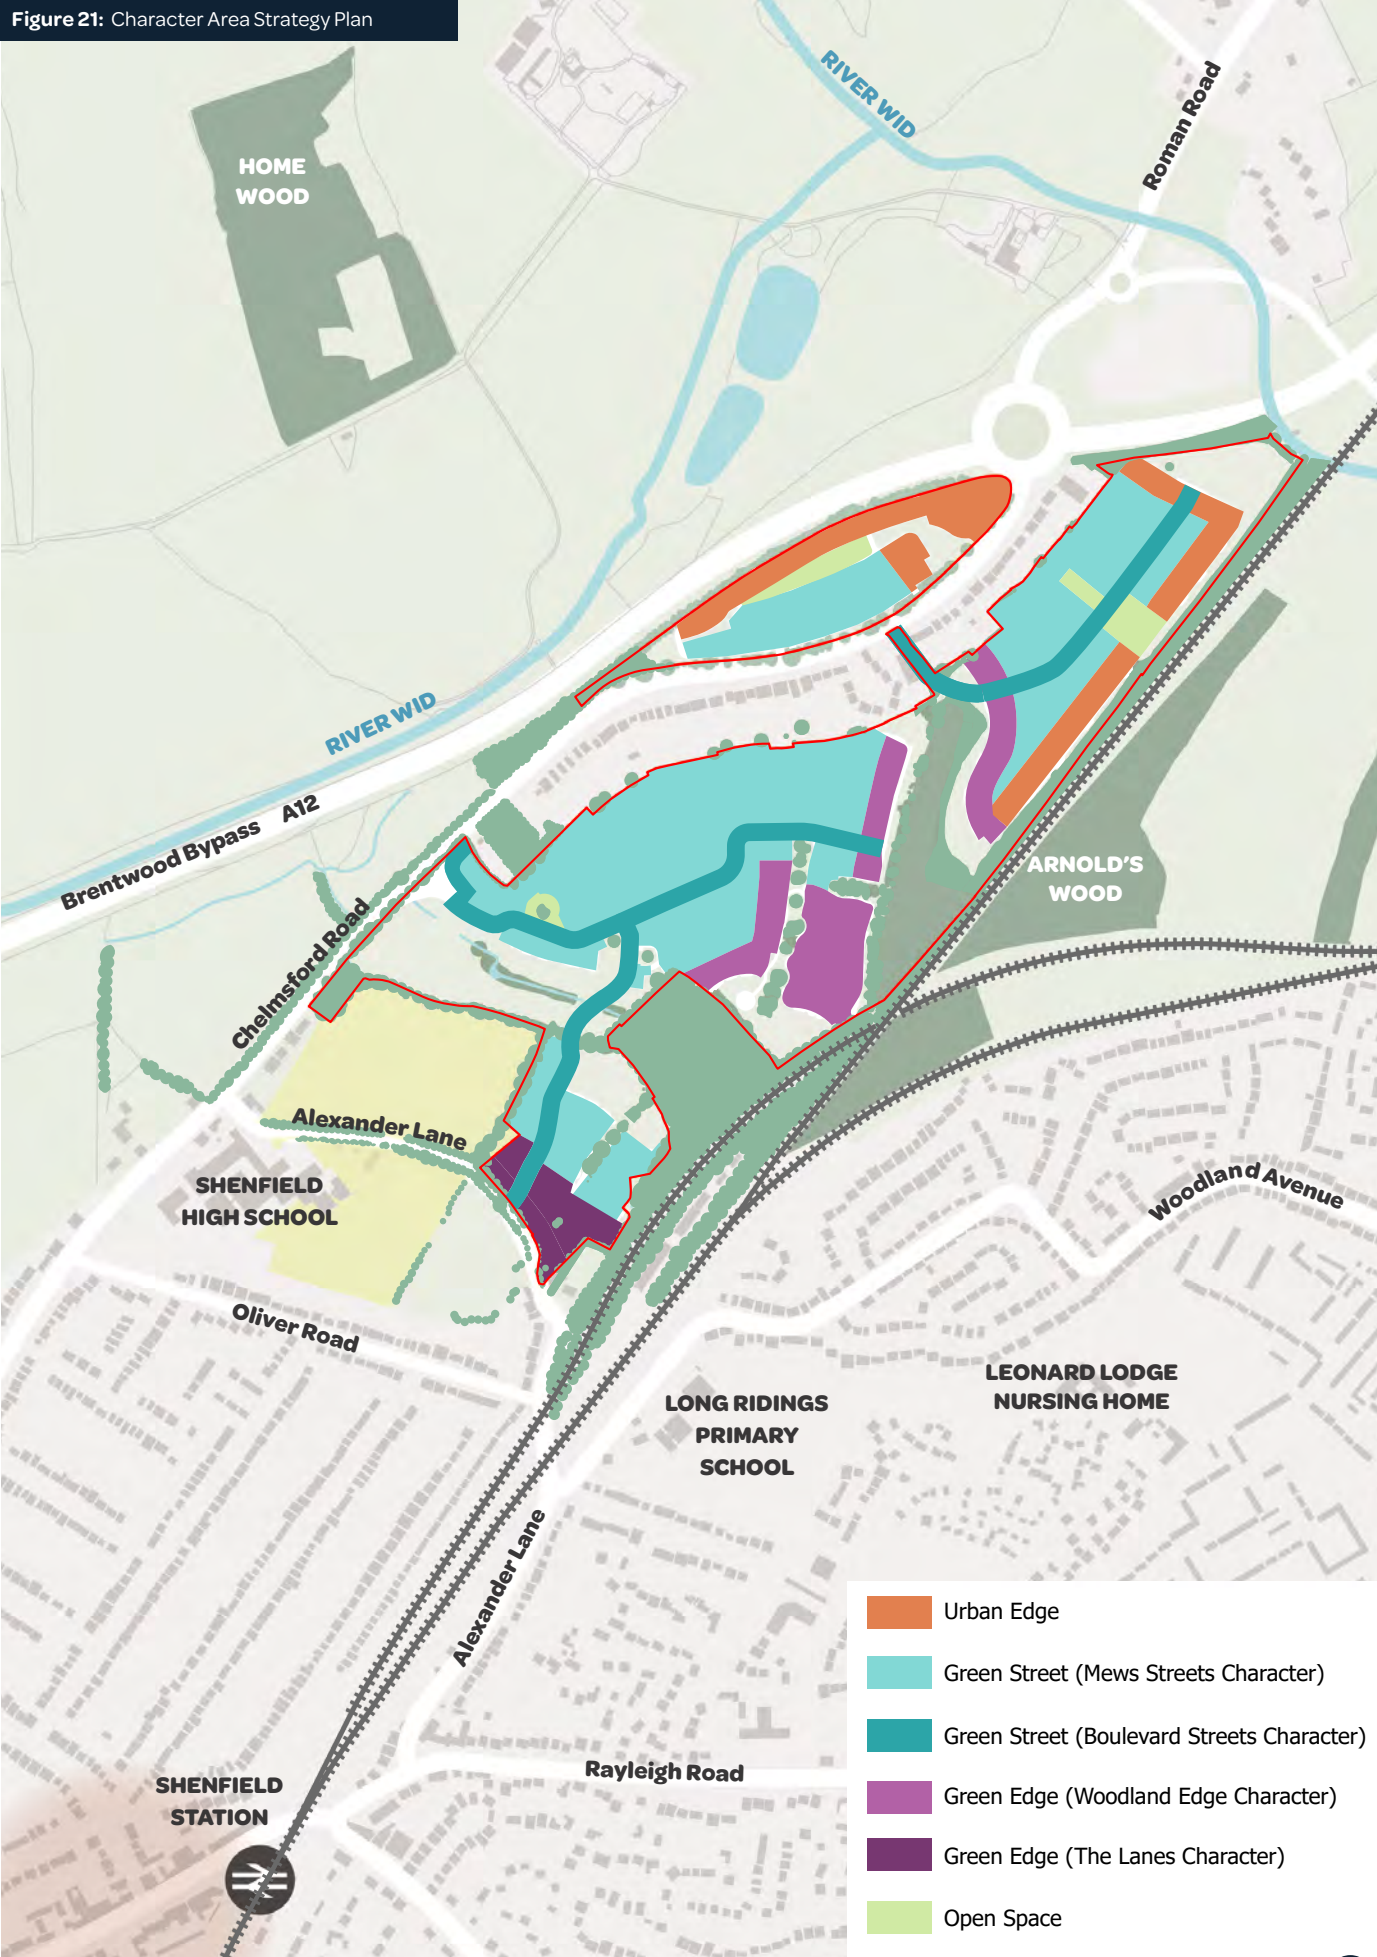 Figure 21: Character Area Strategy Plan
RIVER WID
Roman Road
HOME
WOOD
RIVER WID
Brentwood Bypass A12
ARNOLD'S
WOOD
Chelmsford Road
Alexander Lane
SHENFIELD
HIGH SCHOOL
Woodland Avenue
Oliver Road
LEONARD LODGE
NURSING HOME
LONG RIDINGS
PRIMARY
SCHOOL
Alexander Lane
Rayleigh Road
SHENFIELD
STATION
Urban Edge
Green Street (Mews Streets Character)
Green Street (Boulevard Streets Character)
Green Edge (Woodland Edge Character)
Green Edge (The Lanes Character)
Open Space